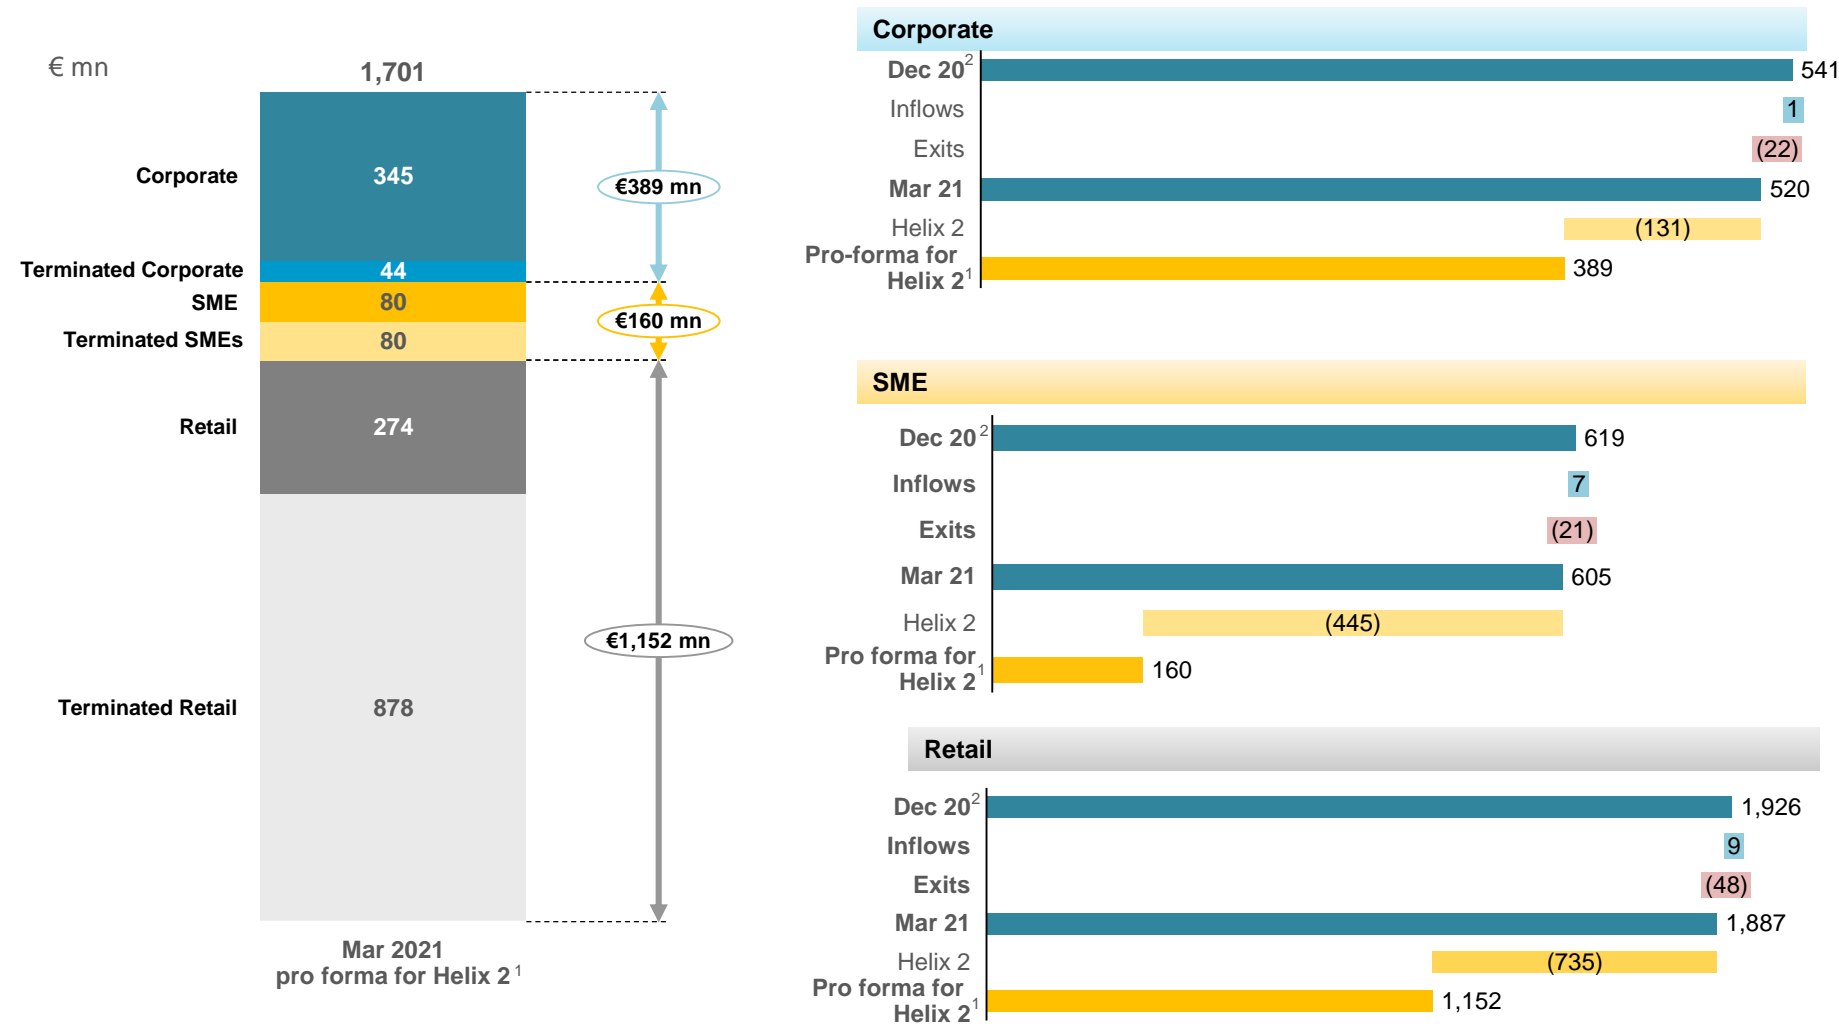 € mn
1,701
Corporate
345
Terminated Corporate
44
SME
80
Terminated SMEs
80
Retail
274
Terminated Retail
878
€389 mn
€160 mn
€1,152 mn
Mar 2021
pro forma for Helix 2 1
Corporate
Dec 20 2
541
Inflows
1
Exits
(22)
Mar 21
520
Helix 2
(131)
Pro-forma for
Helix 2 1
389
SME
Dec 20 2
619
Inflows
7
Exits
(21)
Mar 21
605
Helix 2
(445)
Pro forma for
Helix 2 1
160
Retail
Dec 20 2
1,926
Inflows
9
Exits
(48)
Mar 21
1,887
Helix 2
(735)
Pro forma for
Helix 2 1
1,152